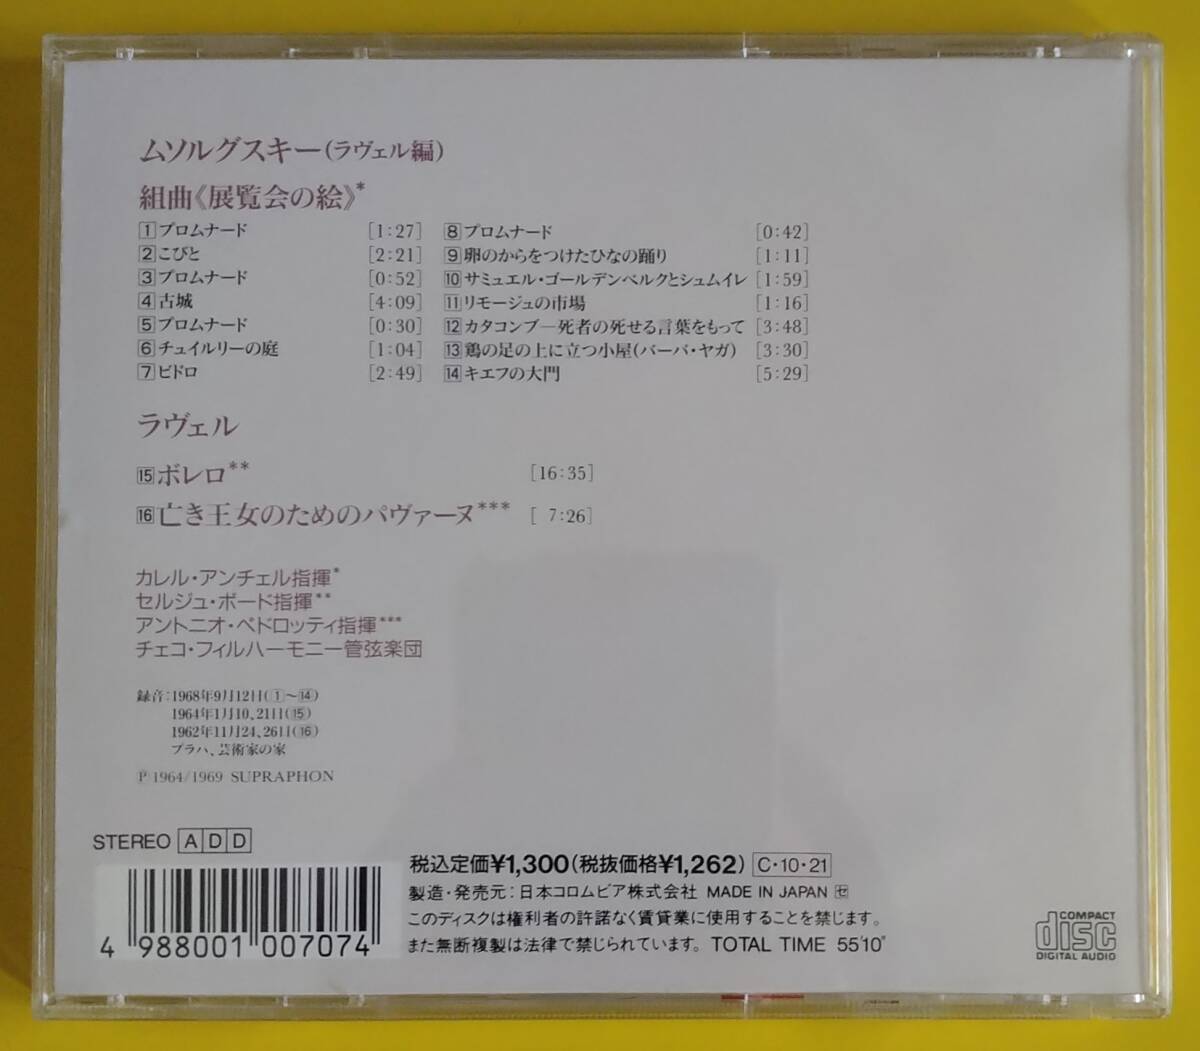 ムソルグスキー(ラヴェル編)
組曲《展覧会の絵》*
1 プロムナード [1:27]
2 こびと [2:21]
3 プロムナード [0:52]
4 古城 [4:09]
5 プロムナード [0:30]
6 チュイルリーの庭 [1:04]
7 ビドロ [2:49]
8 プロムナード [0:42]
9 卵のからをつけたひなの踊り [1:11]
10 サミュエル・ゴールデンベルクとシュムイレ [1:59]
11 リモージュの市場 [1:16]
12 カタコンブ—死者の死せる言葉をもって [3:48]
13 鶏の足の上に立つ小屋(バーバ・ヤガ) [3:30]
14 キエフの大門 [5:29]
ラヴェル
15 ボレロ** [16:35]
16 亡き王女のためのパヴァーヌ*** [ 7:26]
カレル・アンチェル指揮*
セルジュ・ボード指揮**
アントニオ・ペドロッティ指揮***
チェコ・フィルハーモニー管弦楽団
録音:1968年9月12日(①〜⑭)
1964年1月10、21日(⑮)
1962年11月24、26日(⑯)
プラハ、芸術家の家
℗ 1964/1969 SUPRAPHON
STEREO ADD
税込定価¥1,300(税抜価格¥1,262) C・10・21
製造・発売元:日本コロムビア株式会社 MADE IN JAPAN セ
このディスクは権利者の許諾なく賃貸業に使用することを禁じます。
また無断複製は法律で禁じられています。 TOTAL TIME 55'10"
4 988001 007074
COMPACT
disc
DIGITAL AUDIO